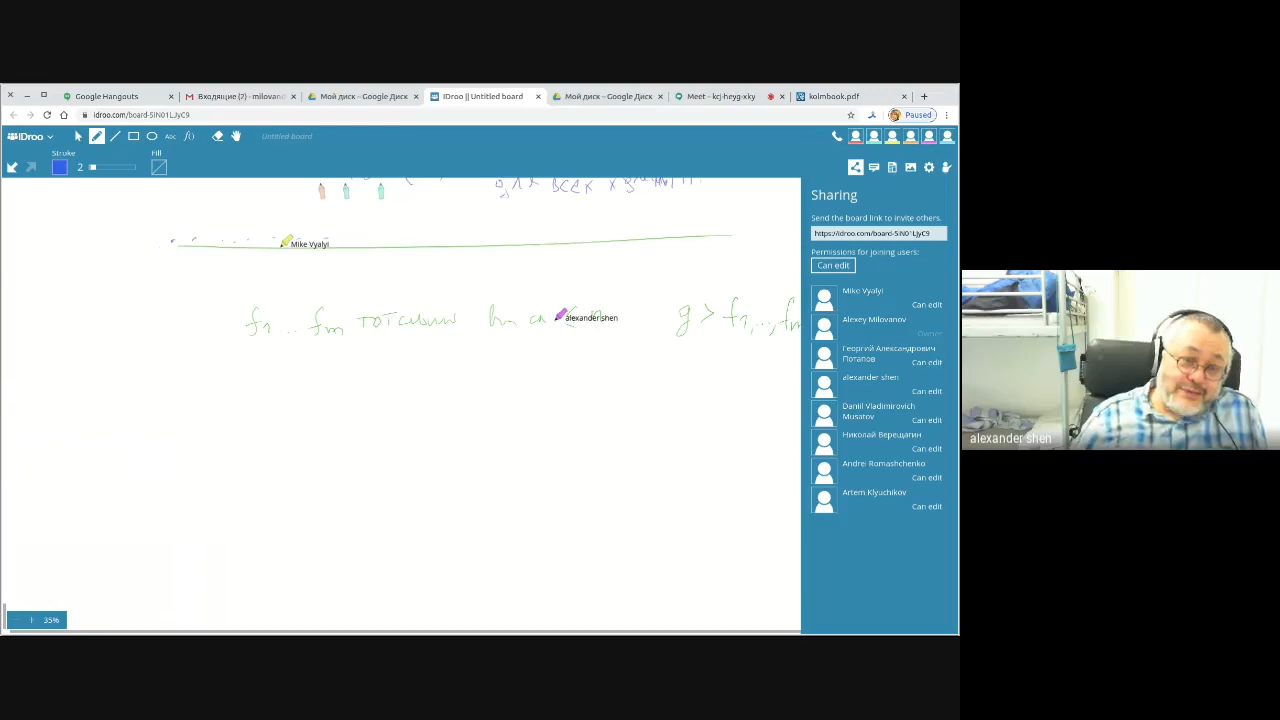 Google Hangouts
Входящие (2) - milovano
Мой диск – Google Диск
IDroo || Untitled board
Мой диск – Google Диск
Meet – kcj-heyg-xky
kolmbook.pdf
idroo.com/board-5IN01LJyC9
Paused
IDroo
Abc
f()
Untitled board
Stroke
Fill
2
для всех x
Mike Vyalyi
f1 ... fm
alexander shen
g > f1,..., fm
35%
Sharing
Send the board link to invite others.
https://idroo.com/board-5IN01LJyC9
Permissions for joining users:
Can edit
Mike Vyalyi
Can edit
Alexey Milovanov
Owner
Георгий Александрович
Потапов
Can edit
alexander shen
Can edit
Daniil Vladimirovich
Musatov
Can edit
Николай Верещагин
Can edit
Andrei Romashchenko
Can edit
Artem Klyuchikov
Can edit
alexander shen